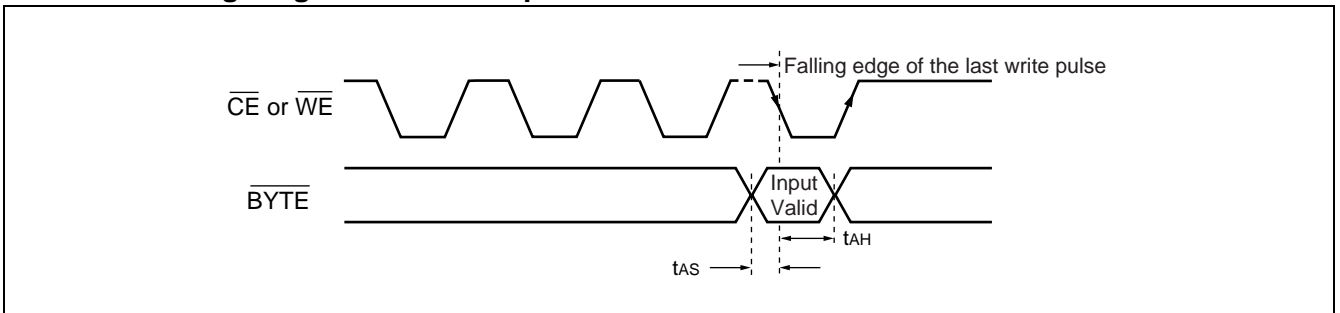 Falling edge of the last write pulse
CE or WE
BYTE
Input
Valid
tAH
tAS